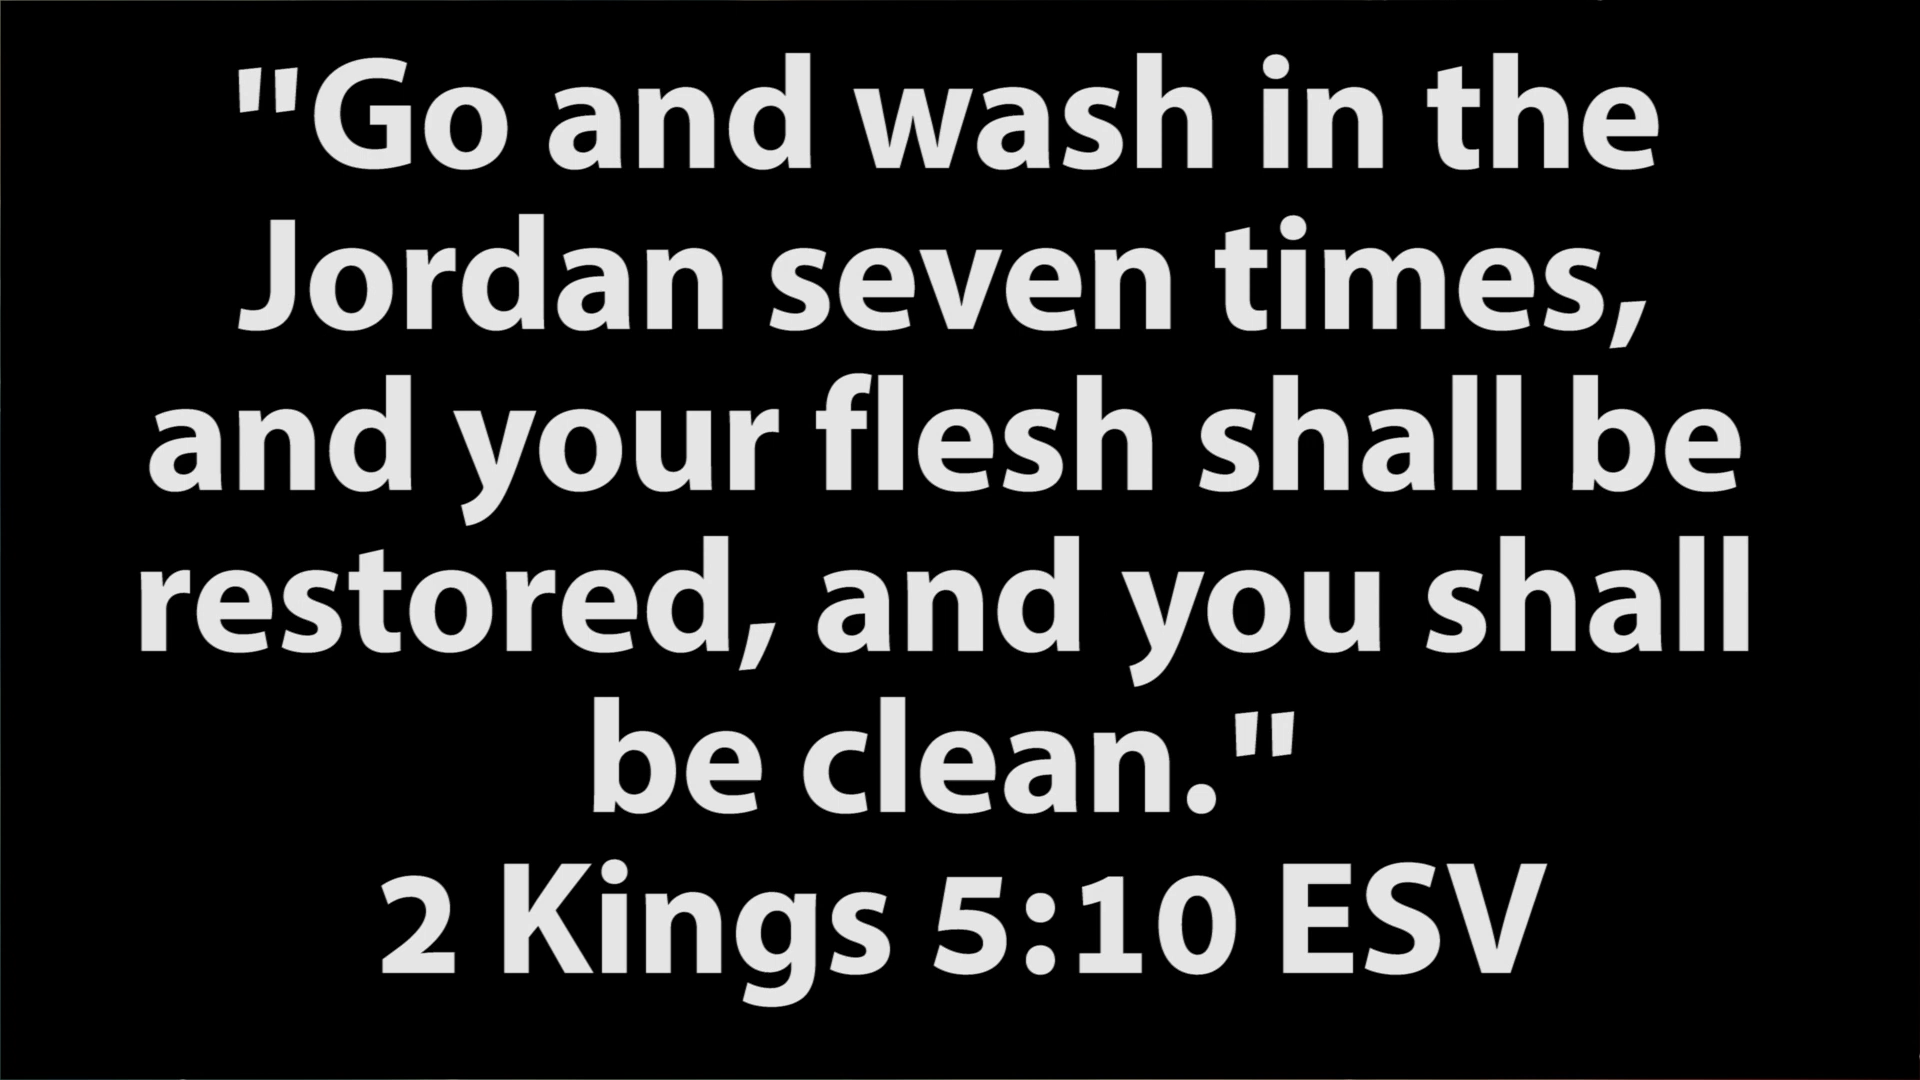 "Go and wash in the
Jordan seven times,
and your flesh shall be
restored, and you shall
be clean."
2 Kings 5:10 ESV